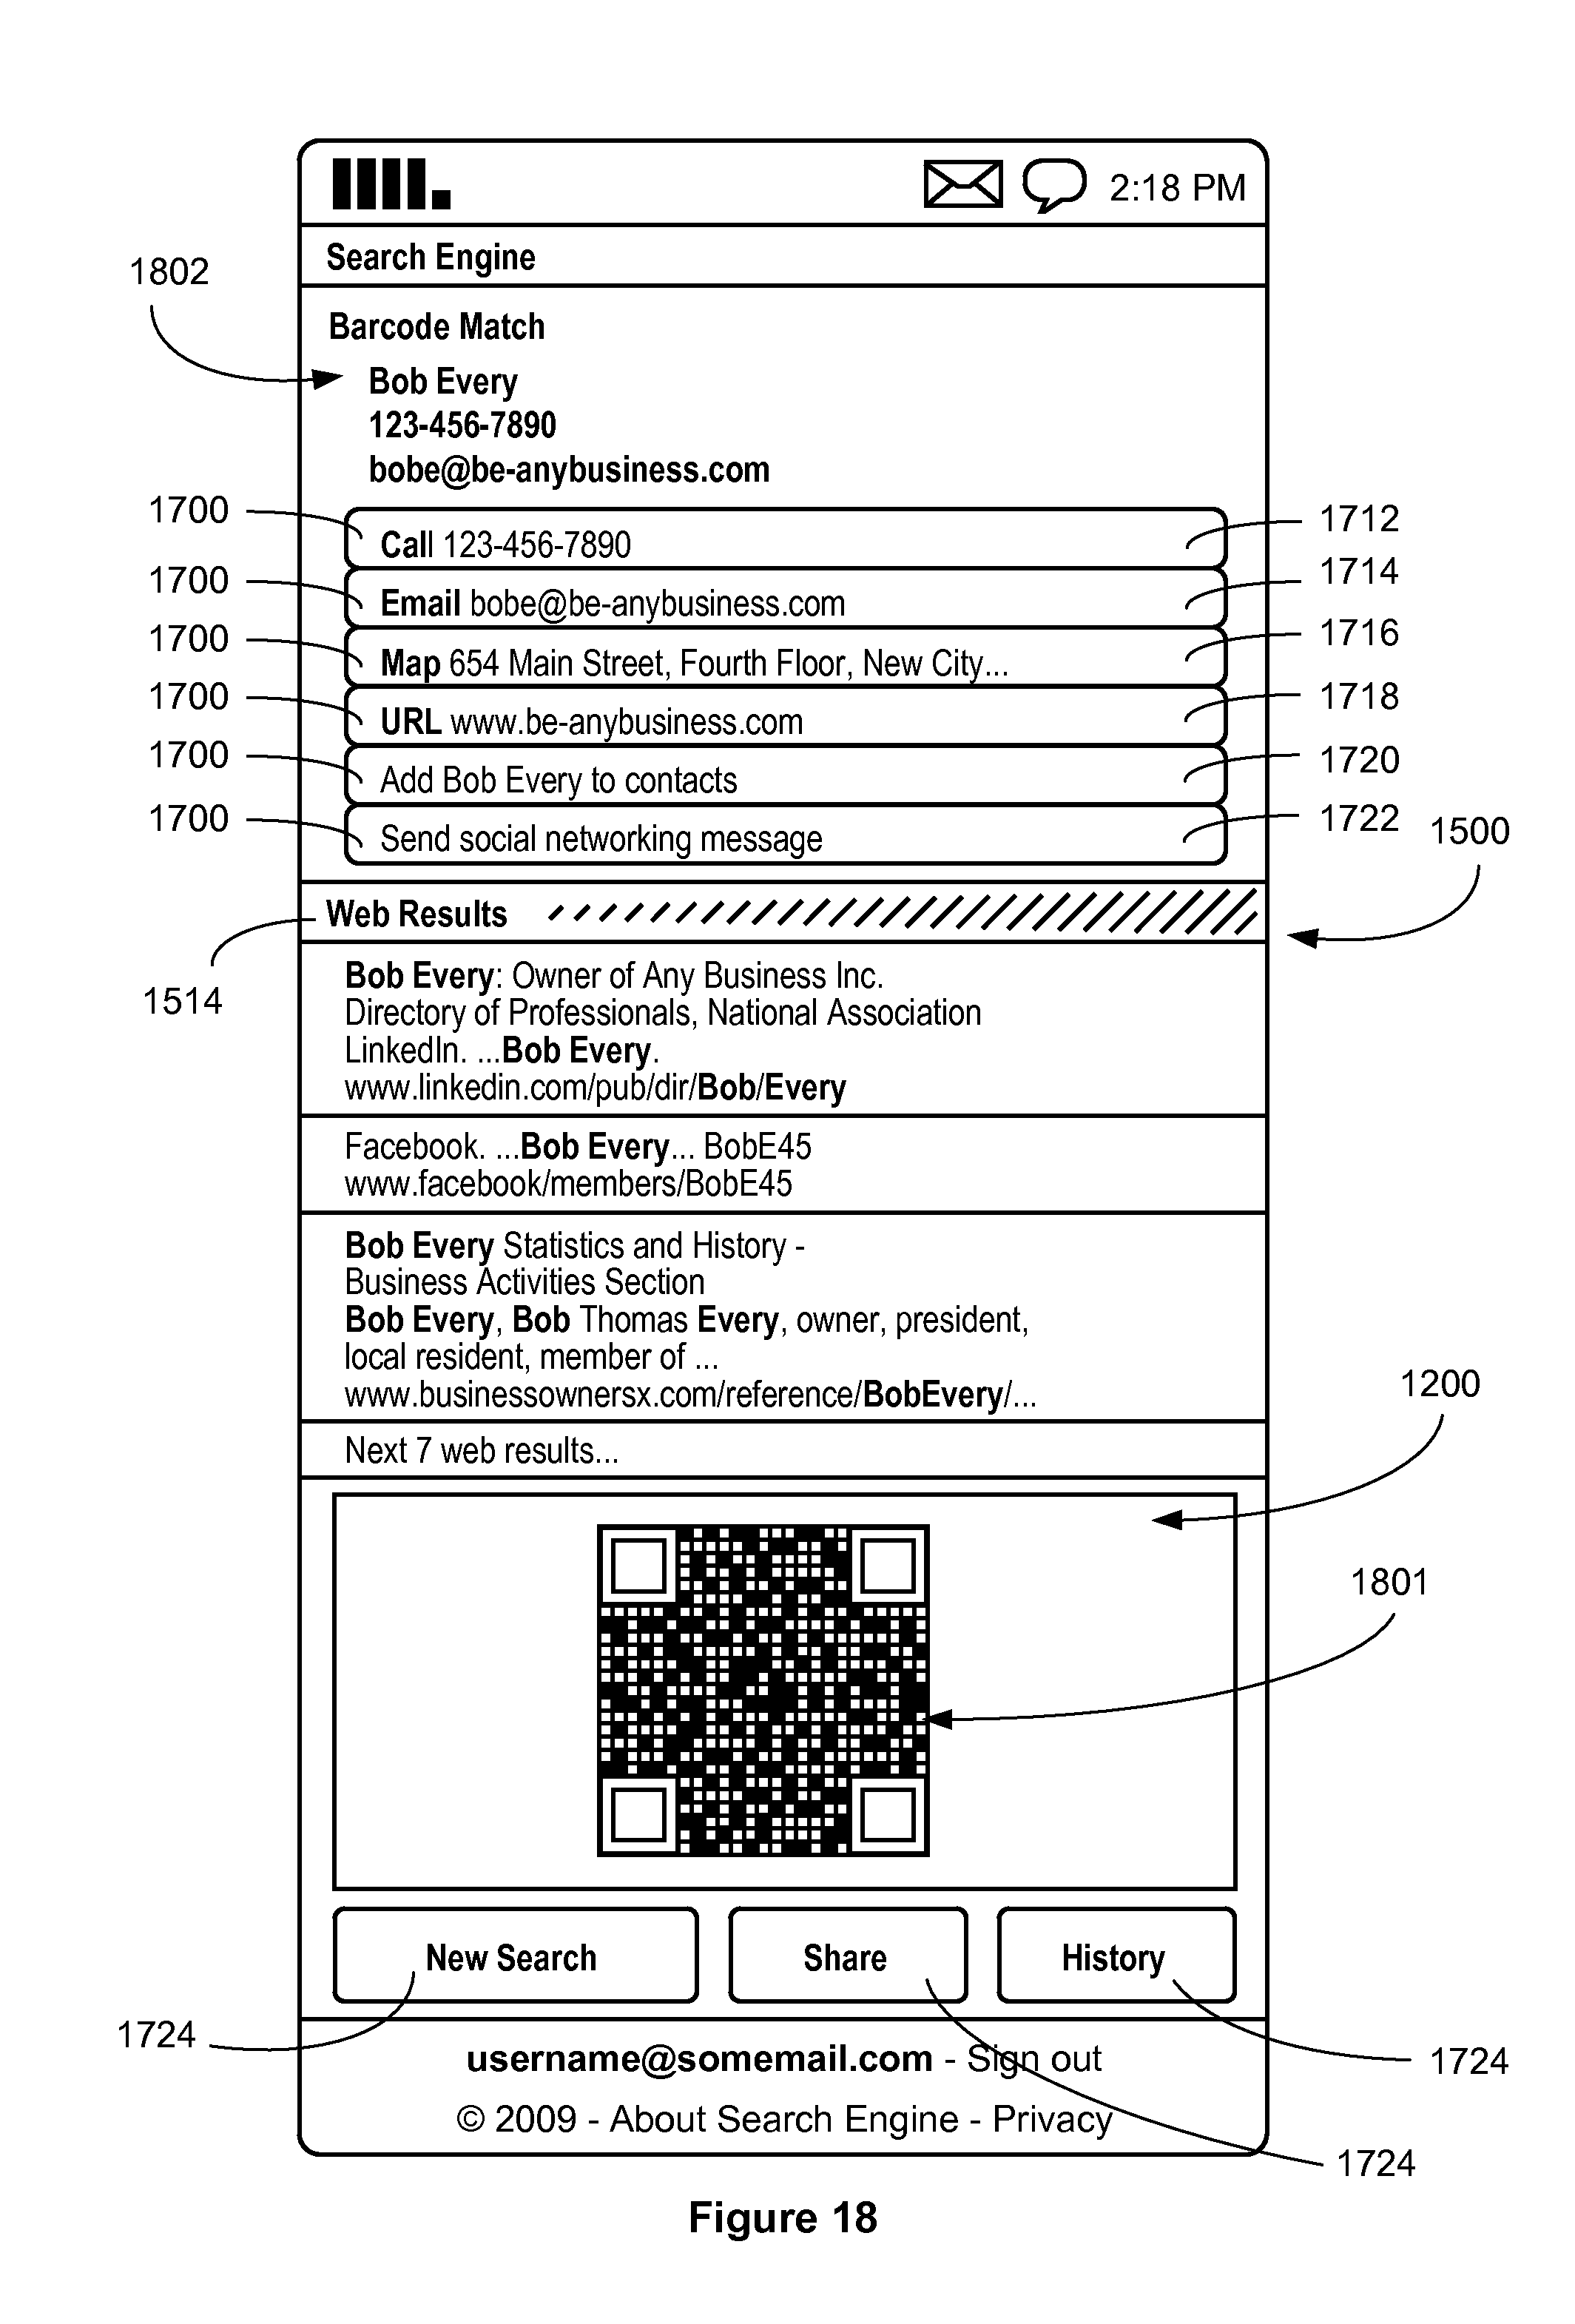 2:18 PM
Search Engine
1802
Barcode Match
Bob Every
123-456-7890
bobe@be-anybusiness.com
1700 Call 123-456-7890 1712
1700 Email bobe@be-anybusiness.com 1714
1700 Map 654 Main Street, Fourth Floor, New City... 1716
1700 URL www.be-anybusiness.com 1718
1700 Add Bob Every to contacts 1720
1700 Send social networking message 1722
1500
Web Results
1514
Bob Every: Owner of Any Business Inc.
Directory of Professionals, National Association
LinkedIn. ...Bob Every.
www.linkedin.com/pub/dir/Bob/Every
Facebook. ...Bob Every... BobE45
www.facebook/members/BobE45
Bob Every Statistics and History -
Business Activities Section
Bob Every, Bob Thomas Every, owner, president,
local resident, member of ...
www.businessownersx.com/reference/BobEvery/...
1200
Next 7 web results...
1801
New Search Share History
1724
username@somemail.com - Sign out
1724
© 2009 - About Search Engine - Privacy
1724
Figure 18